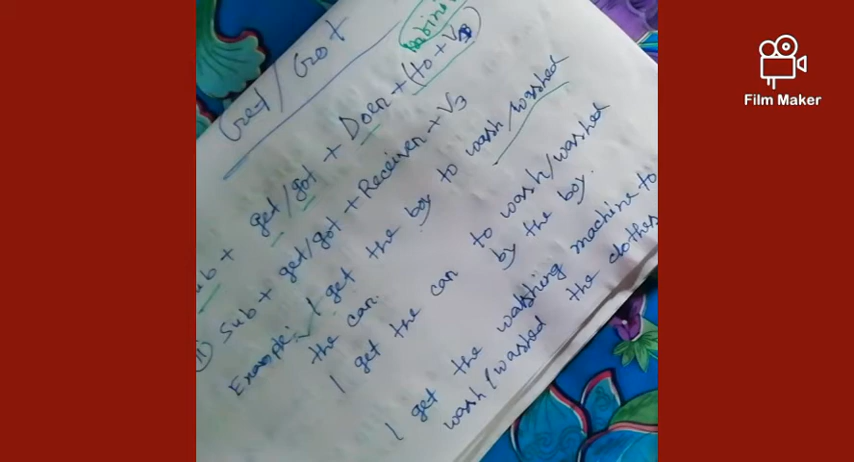 Get / Got
Sub + get/got + Doer + (to + V
ii) Sub + get/got + Receiver + V3
Example: I get the boy to wash/washed
the car.
I get the car to wash/washed
by the boy.
I get the washing machine to
wash/washed the clothes
Film Maker